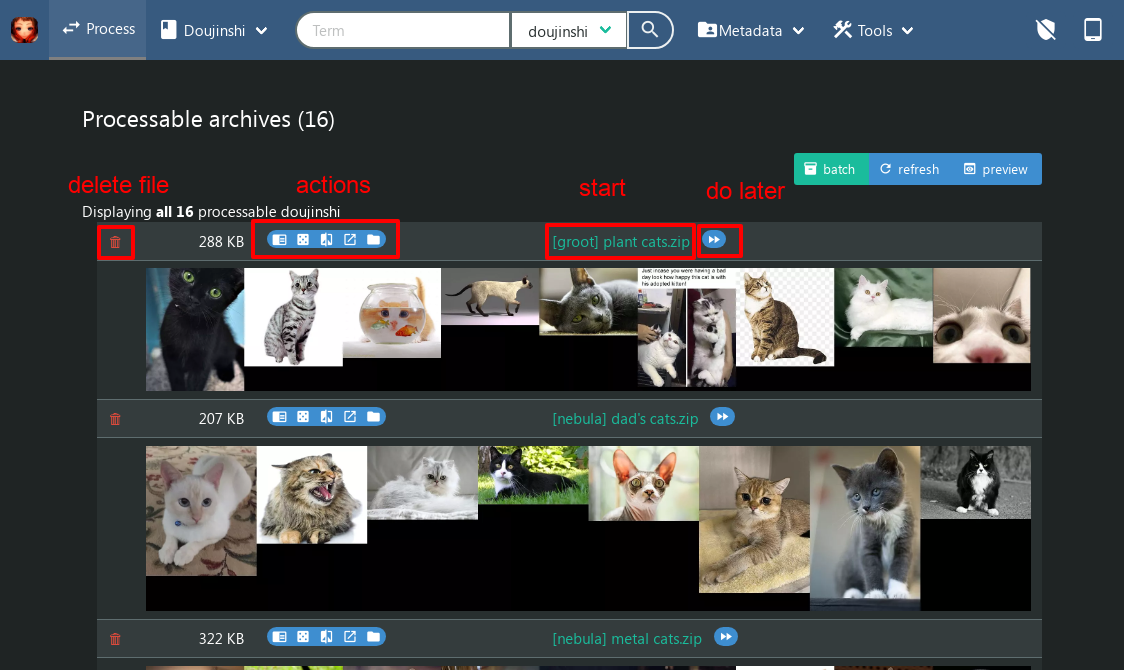 Process
Doujinshi
Term
doujinshi
Metadata
Tools
Processable archives (16)
batch
refresh
preview
delete file
actions
start
do later
Displaying all 16 processable doujinshi
288 KB
[groot] plant cats.zip
Just incase you were having a bad
day look how happy this cat is with
his adopted kitten!
207 KB
[nebula] dad's cats.zip
322 KB
[nebula] metal cats.zip